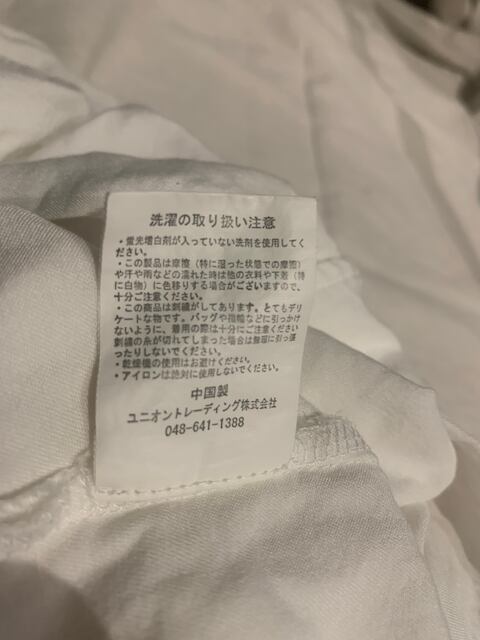 洗濯の取り扱い注意
・蛍光増白剤が入っていない洗剤を使用してく
ださい。
・この製品は摩擦（特に湿った状態での摩擦）
や汗や雨などの濡れた時は他の衣料や下着（特
に白物）に色移りする場合がございますので、
十分ご注意ください。
・この商品は刺繍がしてあります。とてもデリ
ケートな物です。バッグや指輪などに引っかけ
ないように、着用の際は十分にご注意ください
刺繍の糸が切れてしまった場合は無理に引っ張
ったりしないでください。
・乾燥機の使用はお避けください。
・アイロンは絶対に使用しないでください。
中国製
ユニオントレーディング株式会社
048-641-1388